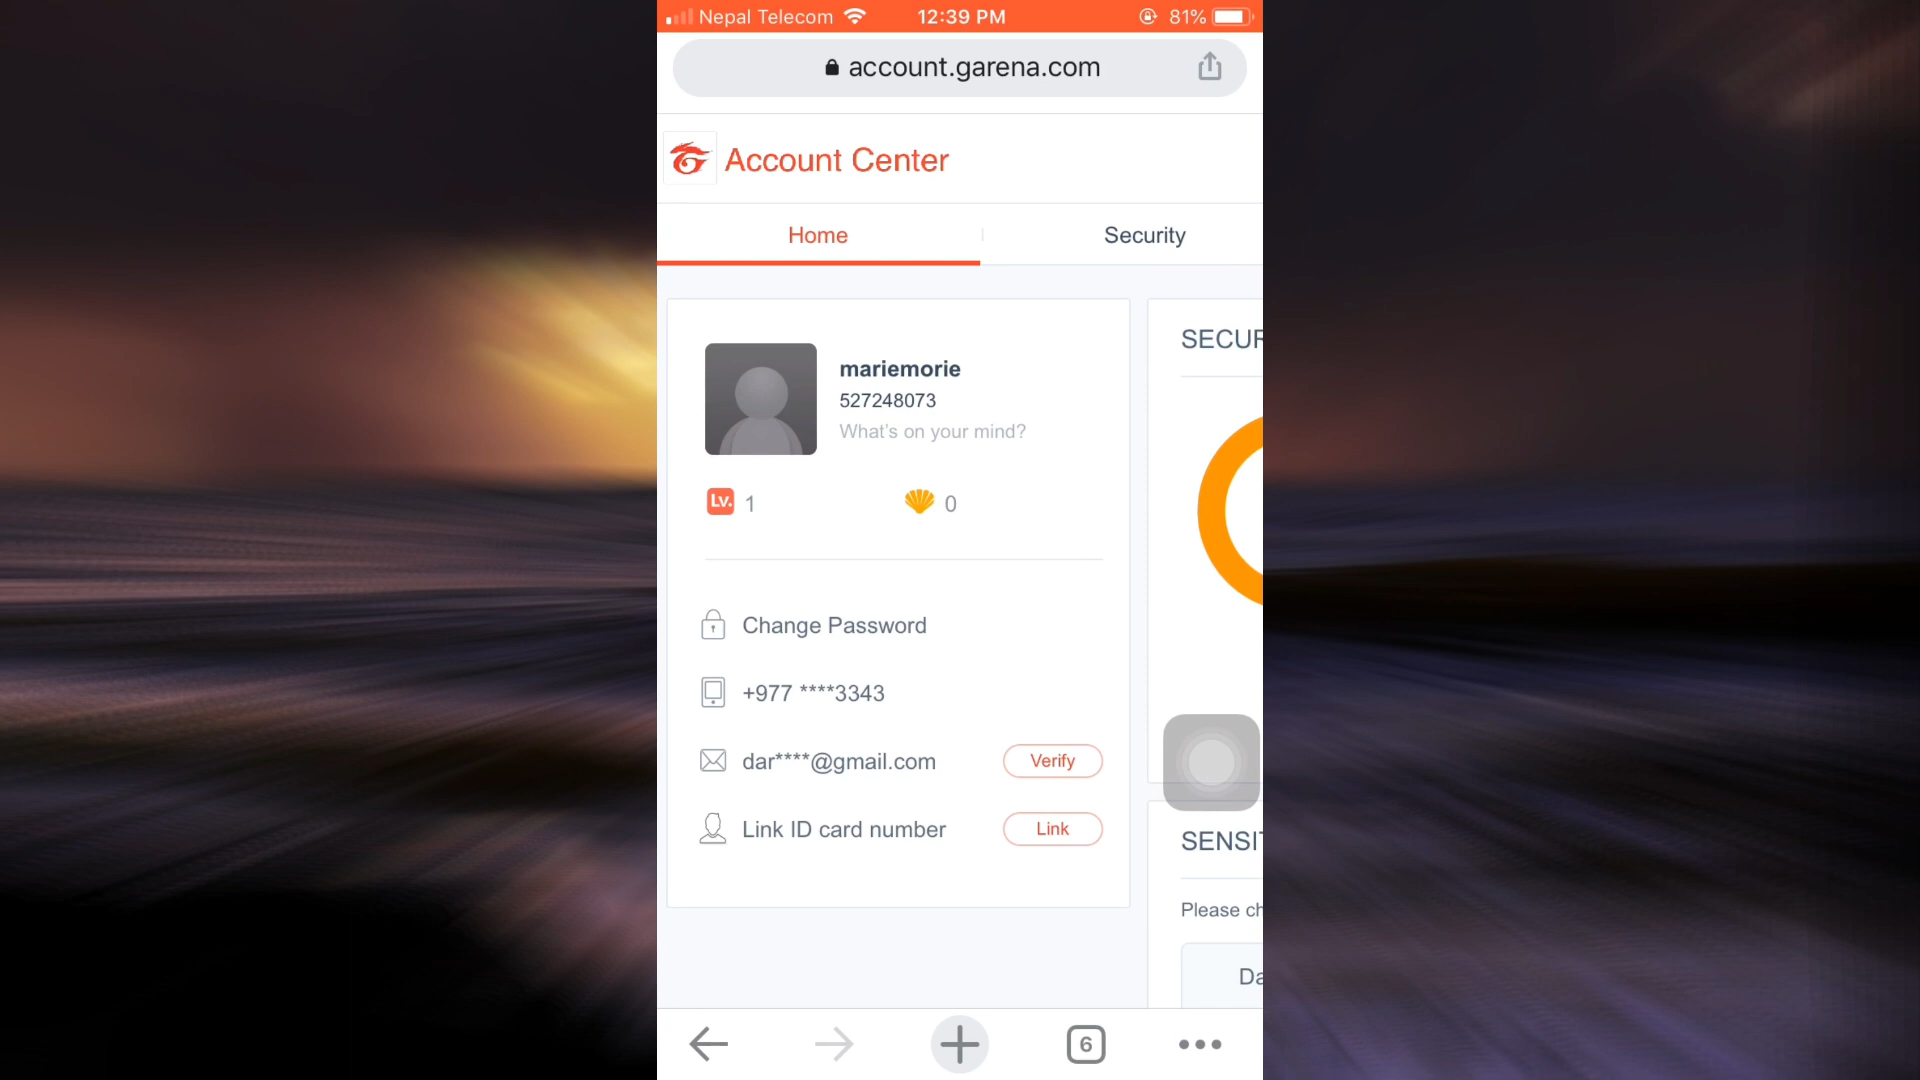 Nepal Telecom 12:39 PM 81%
account.garena.com
Account Center
Home Security
mariemorie
527248073
What's on your mind?
Lv. 1 0
Change Password
+977 ****3343
dar****@gmail.com Verify
Link ID card number Link
SECUR
SENSIT
Please ch
Da
6